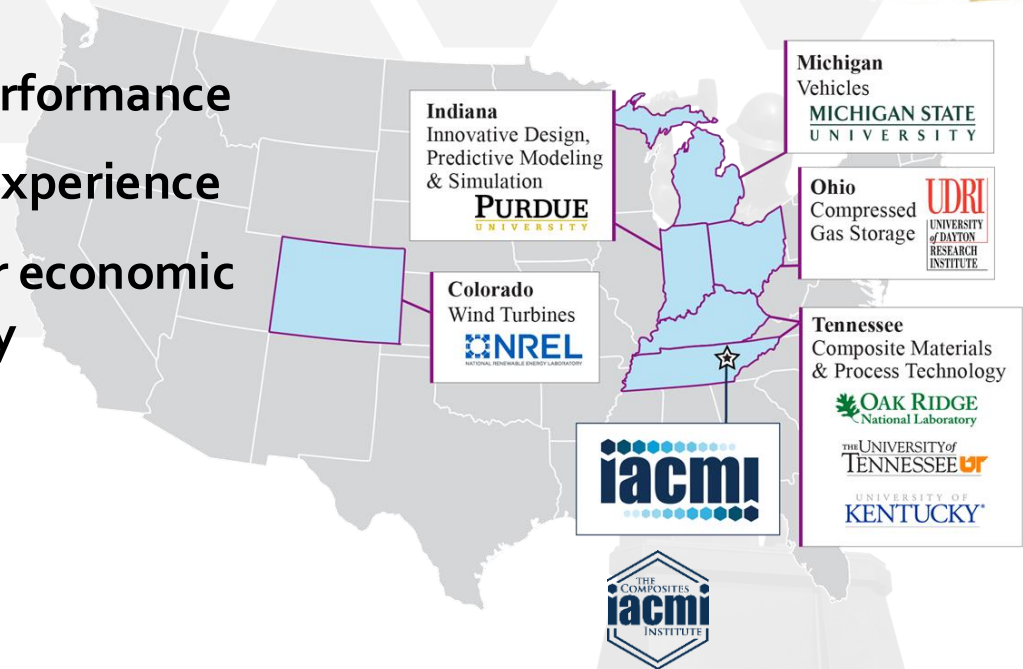 rformance
xperience
r economic
y
Indiana
Innovative Design,
Predictive Modeling
& Simulation
PURDUE
UNIVERSITY
Colorado
Wind Turbines
NREL
NATIONAL RENEWABLE ENERGY LABORATORY
Michigan
Vehicles
MICHIGAN STATE
UNIVERSITY
Ohio
Compressed
Gas Storage
UDRI
UNIVERSITY
of DAYTON
RESEARCH
INSTITUTE
Tennessee
Composite Materials
& Process Technology
OAK RIDGE
National Laboratory
THE UNIVERSITY of
TENNESSEE UT
UNIVERSITY OF
KENTUCKY®
iacmi
THE
COMPOSITES
iacmi
INSTITUTE